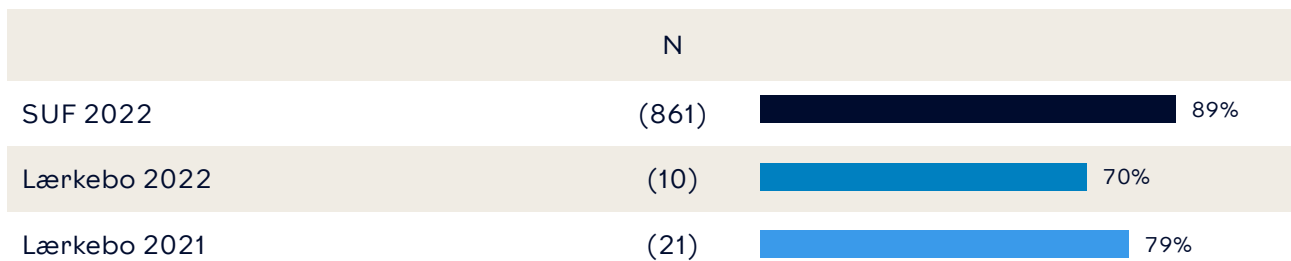 N
SUF 2022 (861) 89%
Lærkebo 2022 (10) 70%
Lærkebo 2021 (21) 79%